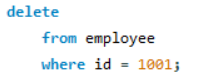 delete
from employee
where id = 1001;